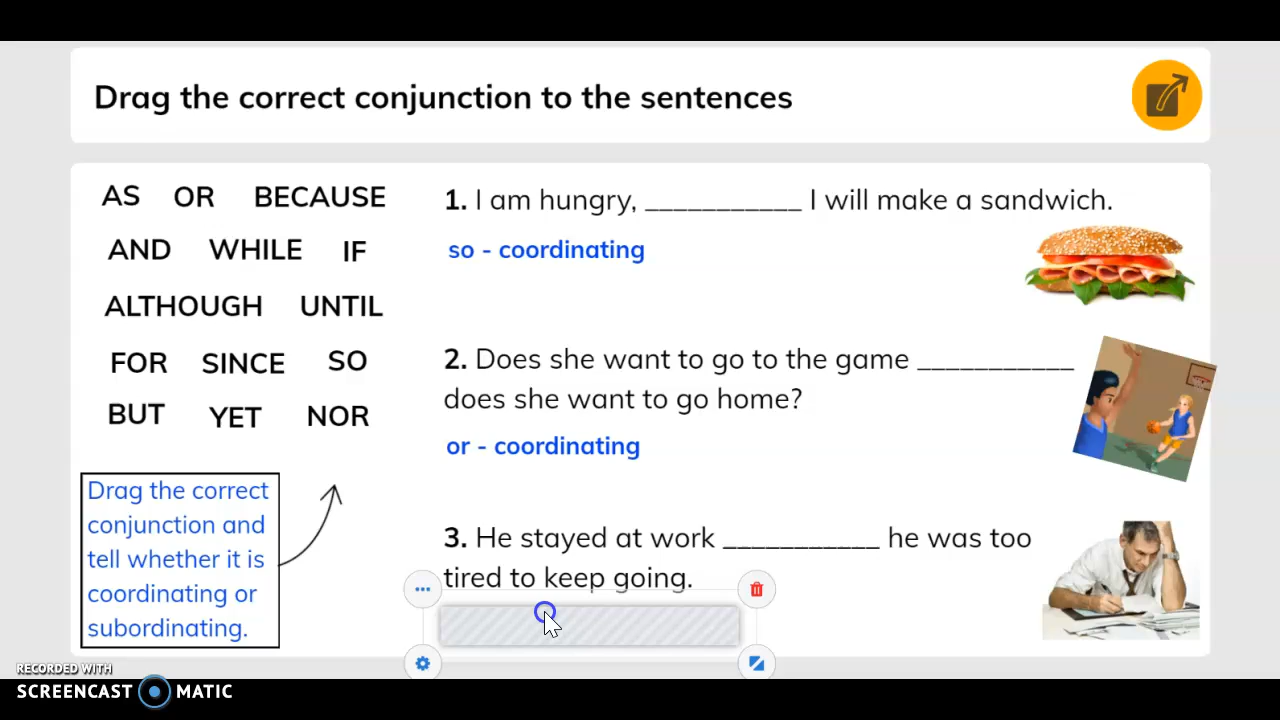 Drag the correct conjunction to the sentences
AS OR BECAUSE
AND WHILE IF
ALTHOUGH UNTIL
FOR SINCE SO
BUT YET NOR
Drag the correct
conjunction and
tell whether it is
coordinating or
subordinating.
1. I am hungry, ___________ I will make a sandwich.
so - coordinating
2. Does she want to go to the game ___________
does she want to go home?
or - coordinating
3. He stayed at work ___________ he was too
tired to keep going.
RECORDED WITH
SCREENCAST MATIC